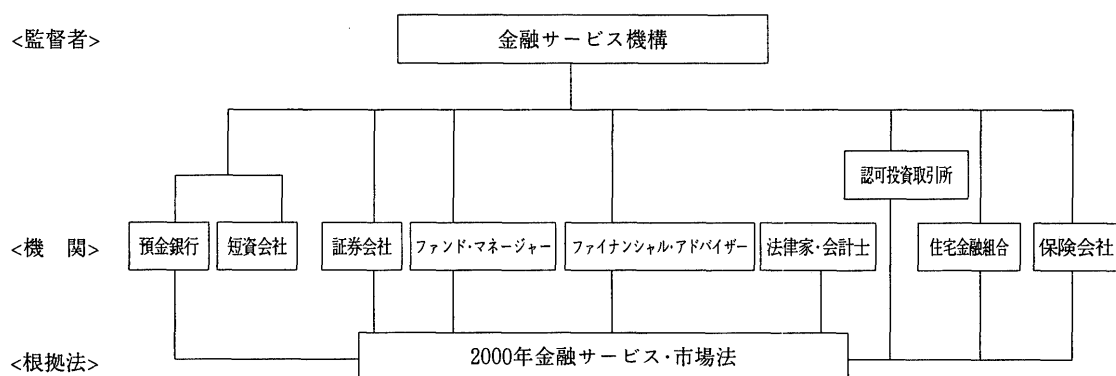 <監督者>
金融サービス機構
認可投資取引所
<機　関>
預金銀行
短資会社
証券会社
ファンド・マネージャー
ファイナンシャル・アドバイザー
法律家・会計士
住宅金融組合
保険会社
<根拠法>
2000年金融サービス・市場法